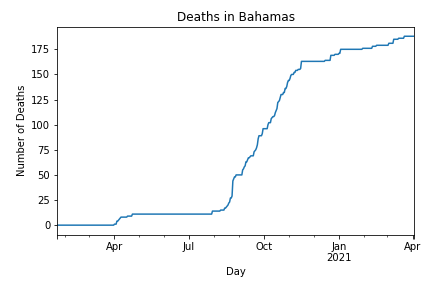 Deaths in Bahamas
Number of Deaths
175
150
125
100
75
50
25
0
Apr
Jul
Oct
Jan
2021
Apr
Day